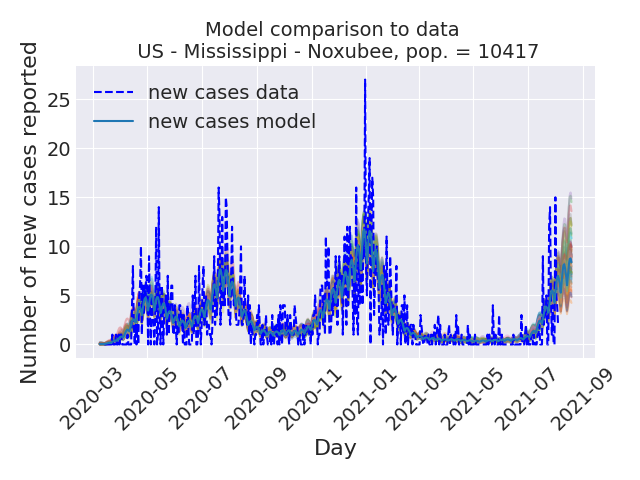 Model comparison to data
US - Mississippi - Noxubee, pop. = 10417
Number of new cases reported
25
20
15
10
5
0
new cases data
new cases model
2020-03
2020-05
2020-07
2020-09
2020-11
2021-01
2021-03
2021-05
2021-07
2021-09
Day